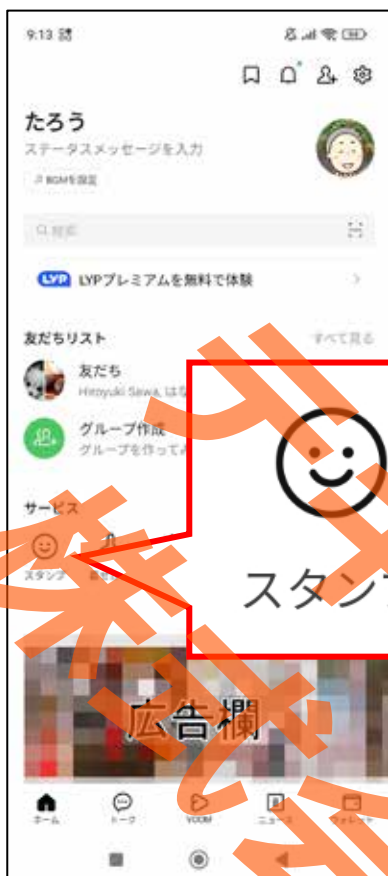 9:13
たろう
ステータスメッセージを入力
♬ BGMを設定
検索
LYP LYPプレミアムを無料で体験
友だちリスト すべて見る
友だち
Hiroyuki Sawa, はな
グループ作成
グループを作って
サービス
スタンプ
スタンプ
広告欄
ホーム トーク VOOM ニュース ウォレット
株式